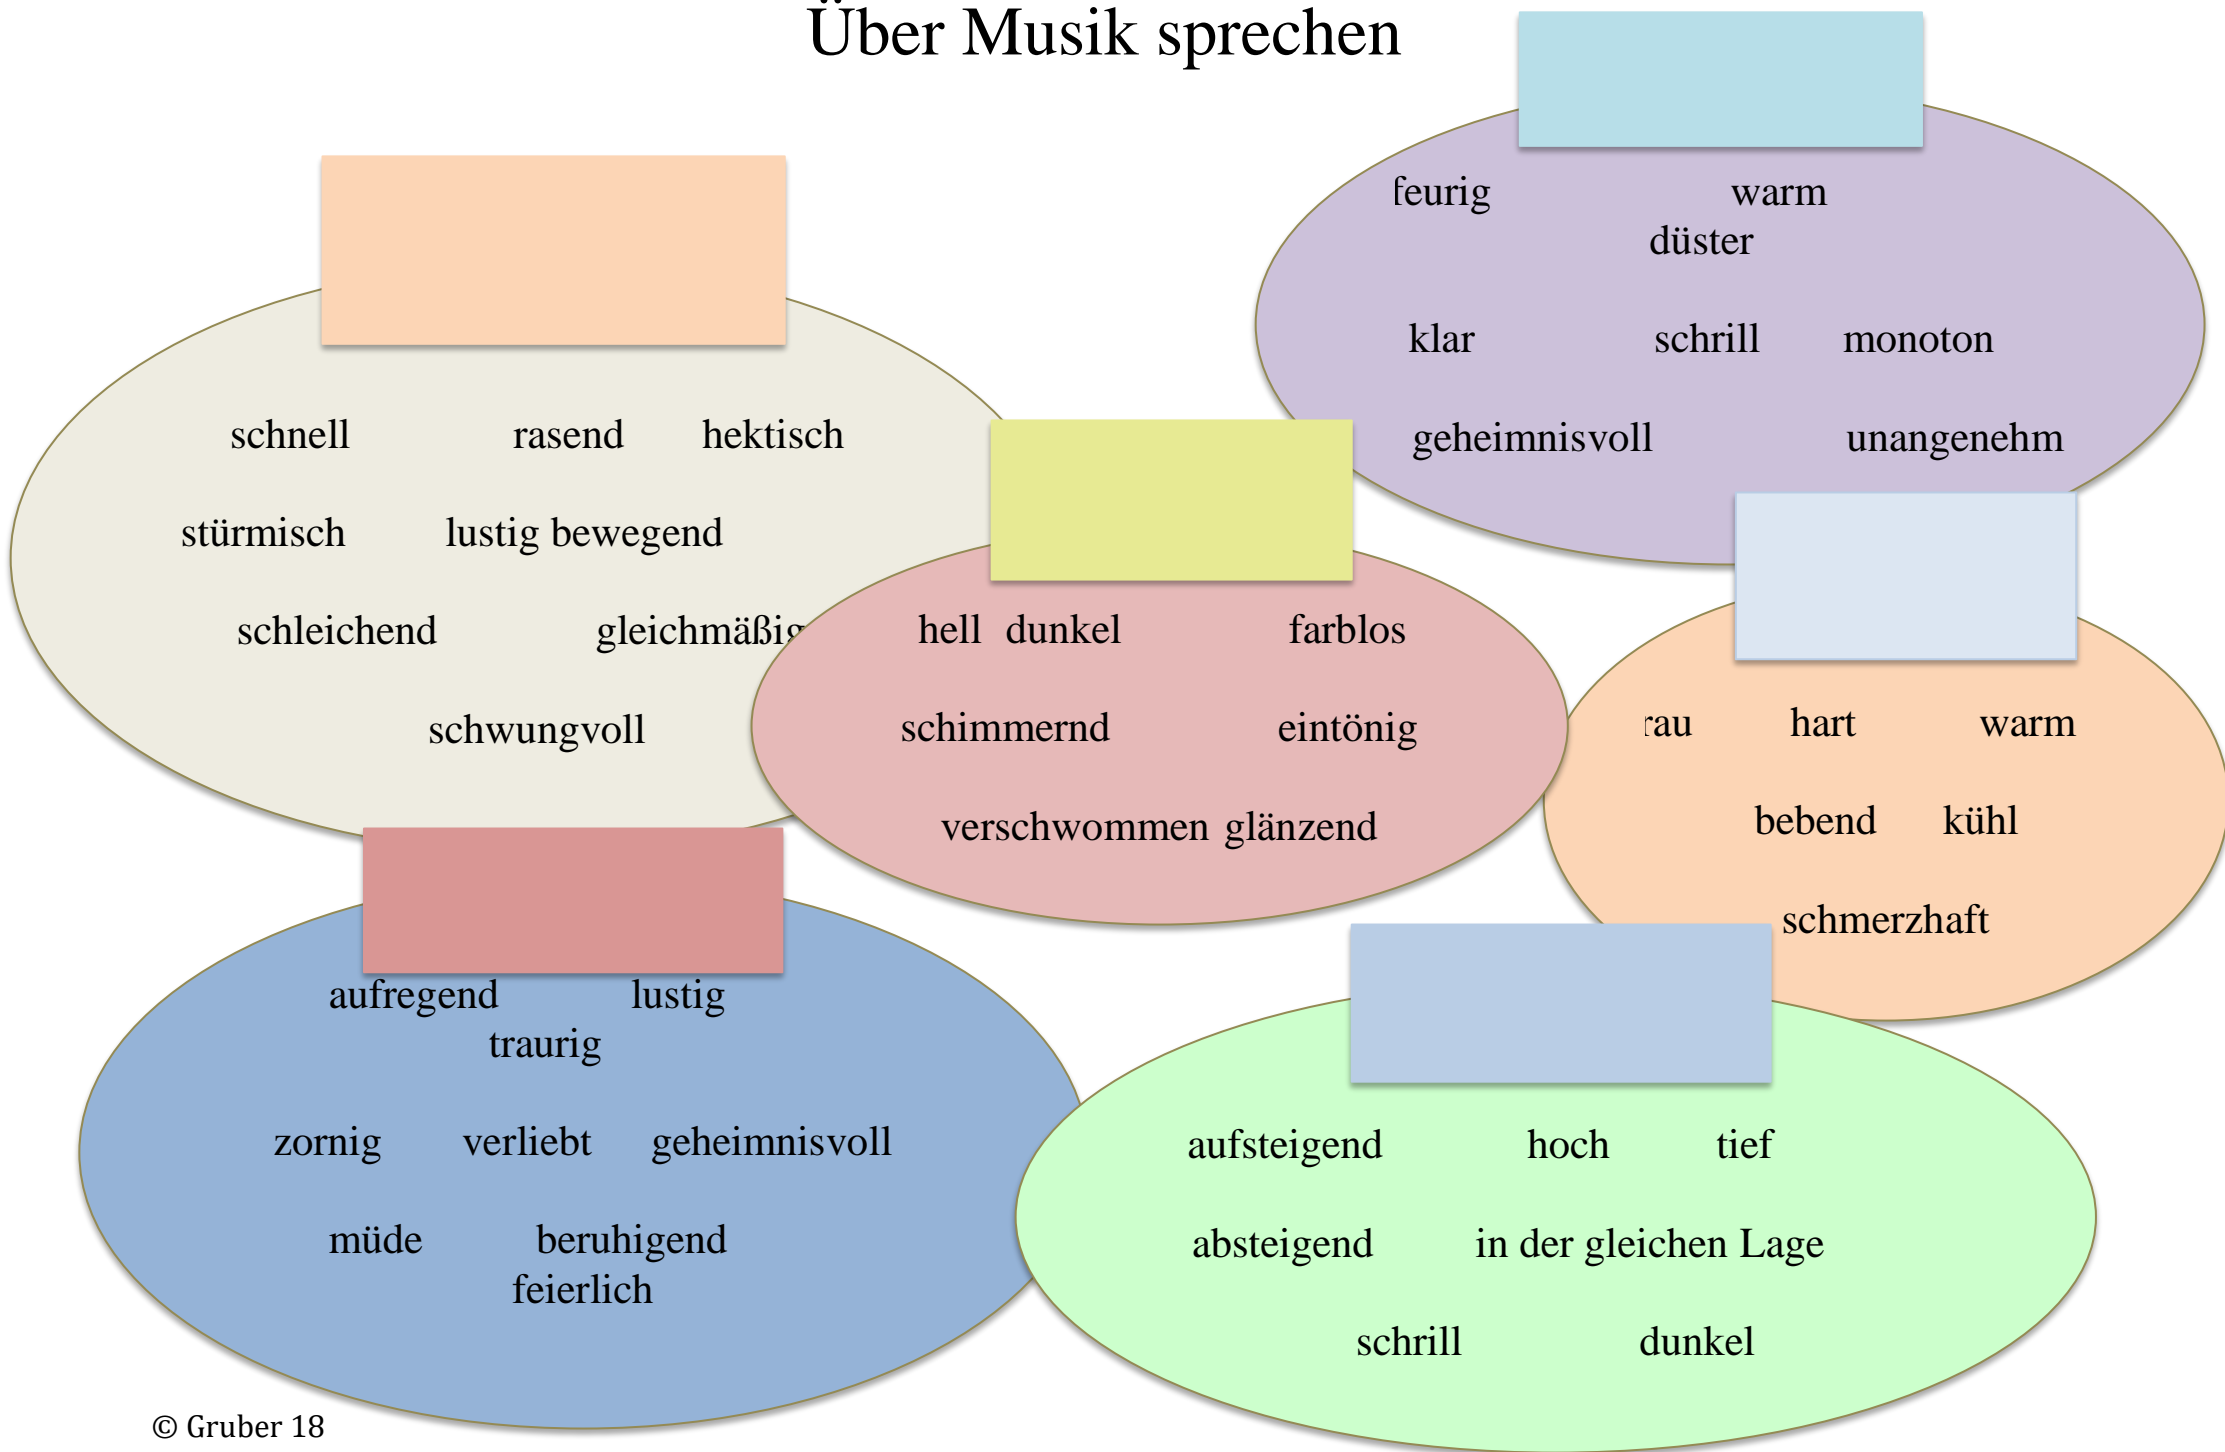 Über Musik sprechen
feurig warm
düster
klar schrill monoton
geheimnisvoll unangenehm
schnell rasend hektisch
stürmisch lustig bewegend
schleichend gleichmäßig
schwungvoll
hell dunkel farblos
schimmernd eintönig
verschwommen glänzend
rau hart warm
bebend kühl
schmerzhaft
aufregend lustig
traurig
zornig verliebt geheimnisvoll
müde beruhigend
feierlich
aufsteigend hoch tief
absteigend in der gleichen Lage
schrill dunkel
© Gruber 18